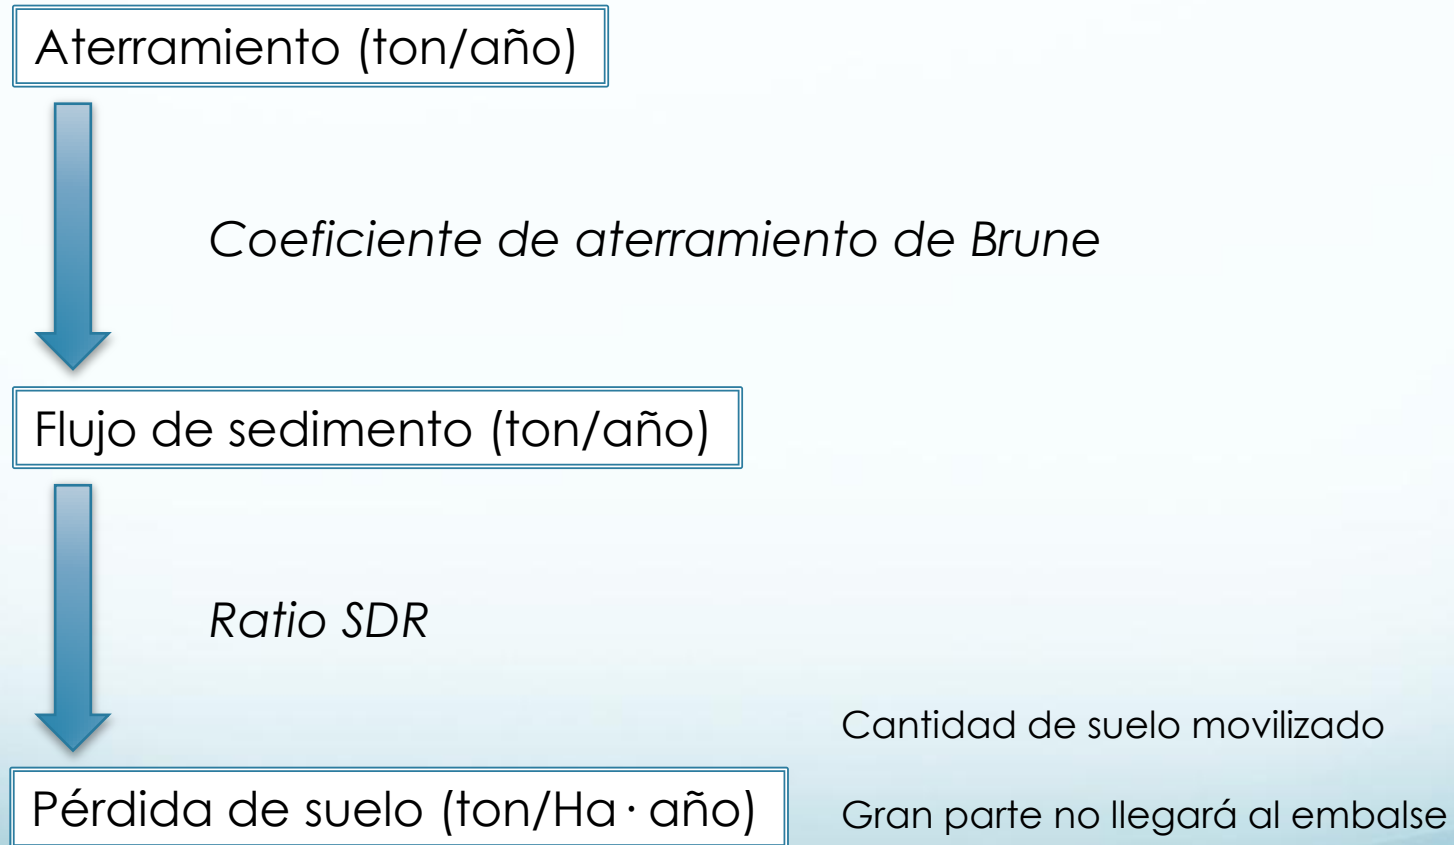 Aterramiento (ton/año)
Coeficiente de aterramiento de Brune
Flujo de sedimento (ton/año)
Ratio SDR
Cantidad de suelo movilizado
Pérdida de suelo (ton/Ha· año)
Gran parte no llegará al embalse